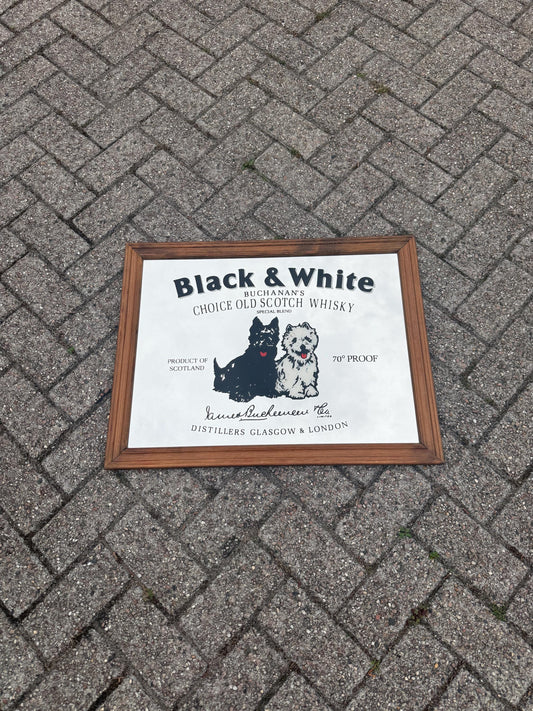 Black & White
BUCHANAN'S
CHOICE OLD SCOTCH WHISKY
SPECIAL BLEND
PRODUCT OF
SCOTLAND
70° PROOF
James Buchanan & Co.
LIMITED
DISTILLERS GLASGOW & LONDON